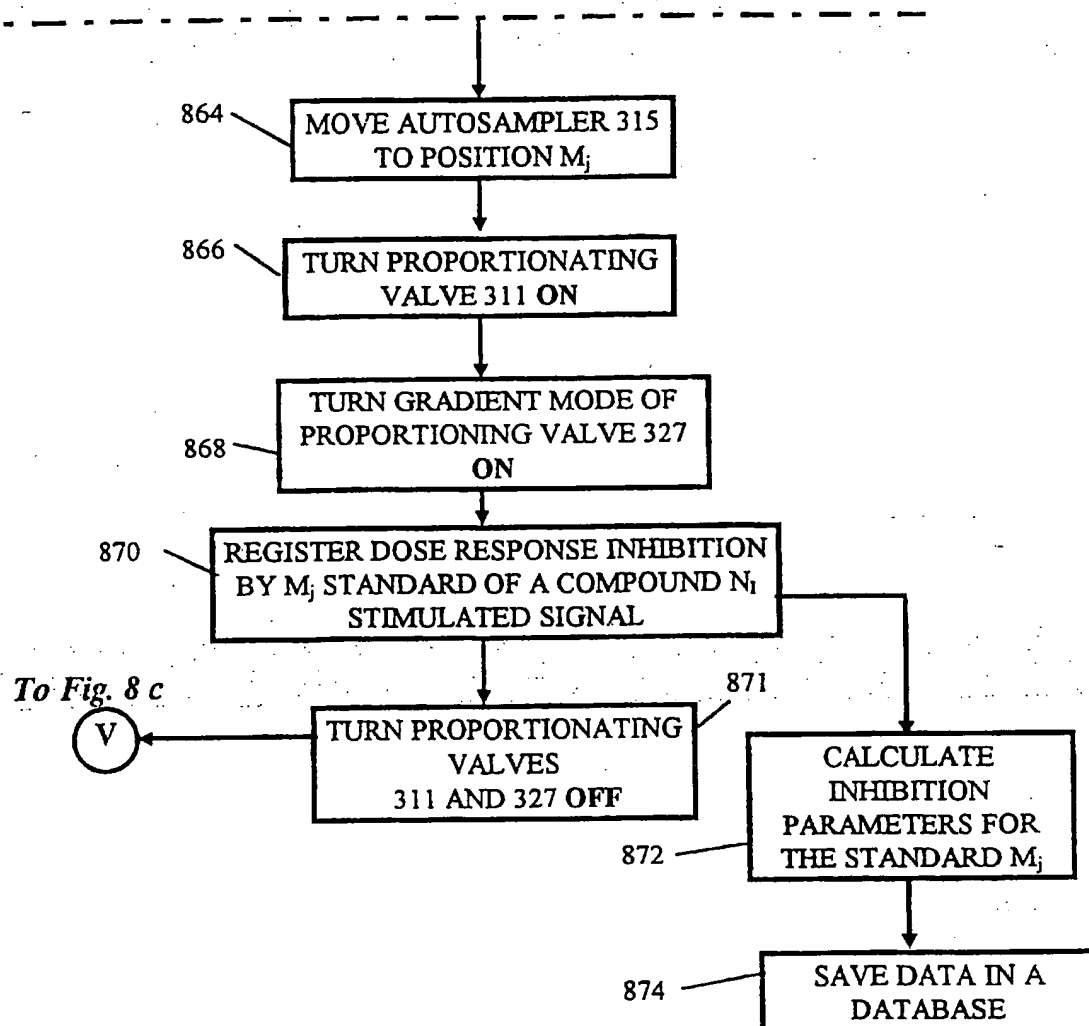 864
MOVE AUTOSAMPLER 315
TO POSITION Mj
866
TURN PROPORTIONATING
VALVE 311 ON
868
TURN GRADIENT MODE OF
PROPORTIONING VALVE 327
ON
870
REGISTER DOSE RESPONSE INHIBITION
BY Mj STANDARD OF A COMPOUND NI
STIMULATED SIGNAL
To Fig. 8 c
V
871
TURN PROPORTIONATING
VALVES
311 AND 327 OFF
872
CALCULATE
INHIBITION
PARAMETERS FOR
THE STANDARD Mj
874
SAVE DATA IN A
DATABASE